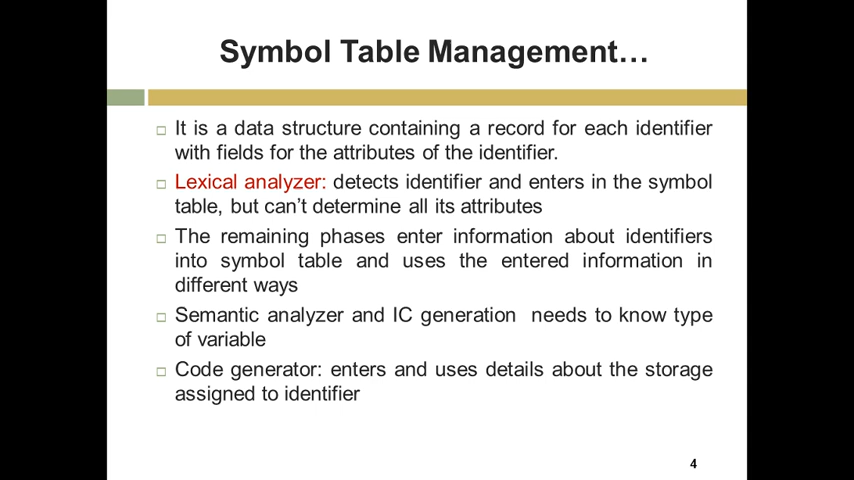 Symbol Table Management…
It is a data structure containing a record for each identifier
with fields for the attributes of the identifier.
Lexical analyzer: detects identifier and enters in the symbol
table, but can’t determine all its attributes
The remaining phases enter information about identifiers
into symbol table and uses the entered information in
different ways
Semantic analyzer and IC generation needs to know type
of variable
Code generator: enters and uses details about the storage
assigned to identifier
4